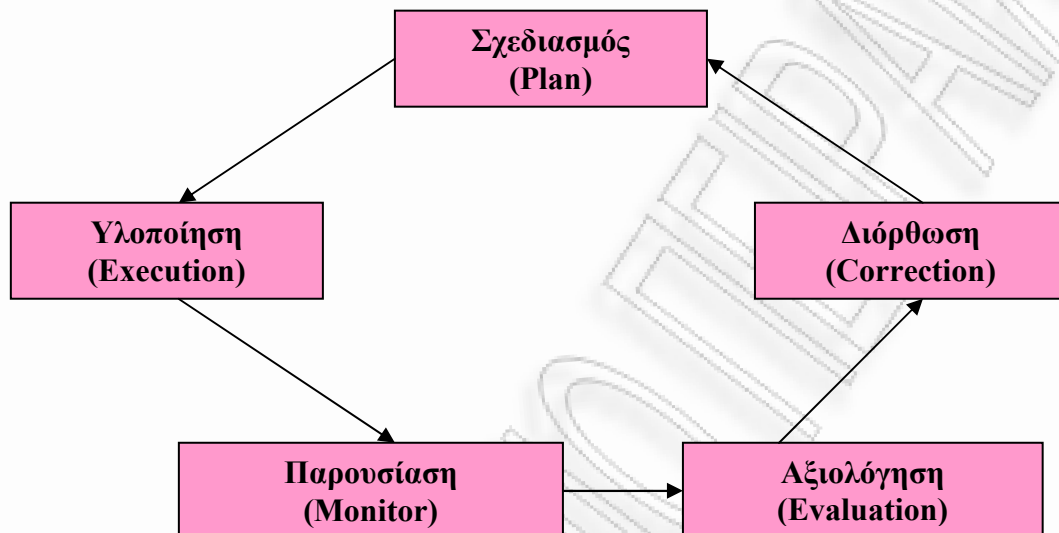 Σχεδιασμός
(Plan)
Υλοποίηση
(Execution)
Διόρθωση
(Correction)
Παρουσίαση
(Monitor)
Αξιολόγηση
(Evaluation)